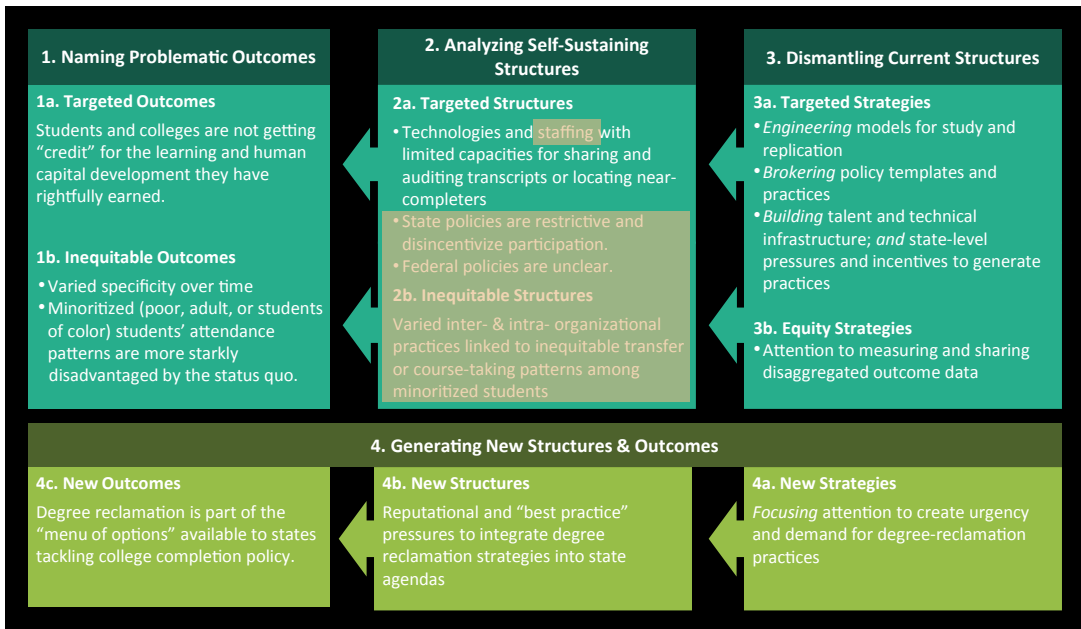 1. Naming Problematic Outcomes
1a. Targeted Outcomes
Students and colleges are not getting
“credit” for the learning and human
capital development they have
rightfully earned.
1b. Inequitable Outcomes
• Varied specificity over time
• Minoritized (poor, adult, or students
of color) students’ attendance
patterns are more starkly
disadvantaged by the status quo.
2. Analyzing Self-Sustaining
Structures
2a. Targeted Structures
• Technologies and staffing with
limited capacities for sharing and
auditing transcripts or locating near-
completers
• State policies are restrictive and
disincentivize participation.
• Federal policies are unclear.
2b. Inequitable Structures
Varied inter- & intra- organizational
practices linked to inequitable transfer
or course-taking patterns among
minoritized students
3. Dismantling Current Structures
3a. Targeted Strategies
• Engineering models for study and
replication
• Brokering policy templates and
practices
• Building talent and technical
infrastructure; and state-level
pressures and incentives to generate
practices
3b. Equity Strategies
• Attention to measuring and sharing
disaggregated outcome data
4. Generating New Structures & Outcomes
4c. New Outcomes
Degree reclamation is part of the
“menu of options” available to states
tackling college completion policy.
4b. New Structures
Reputational and “best practice”
pressures to integrate degree
reclamation strategies into state
agendas
4a. New Strategies
Focusing attention to create urgency
and demand for degree-reclamation
practices